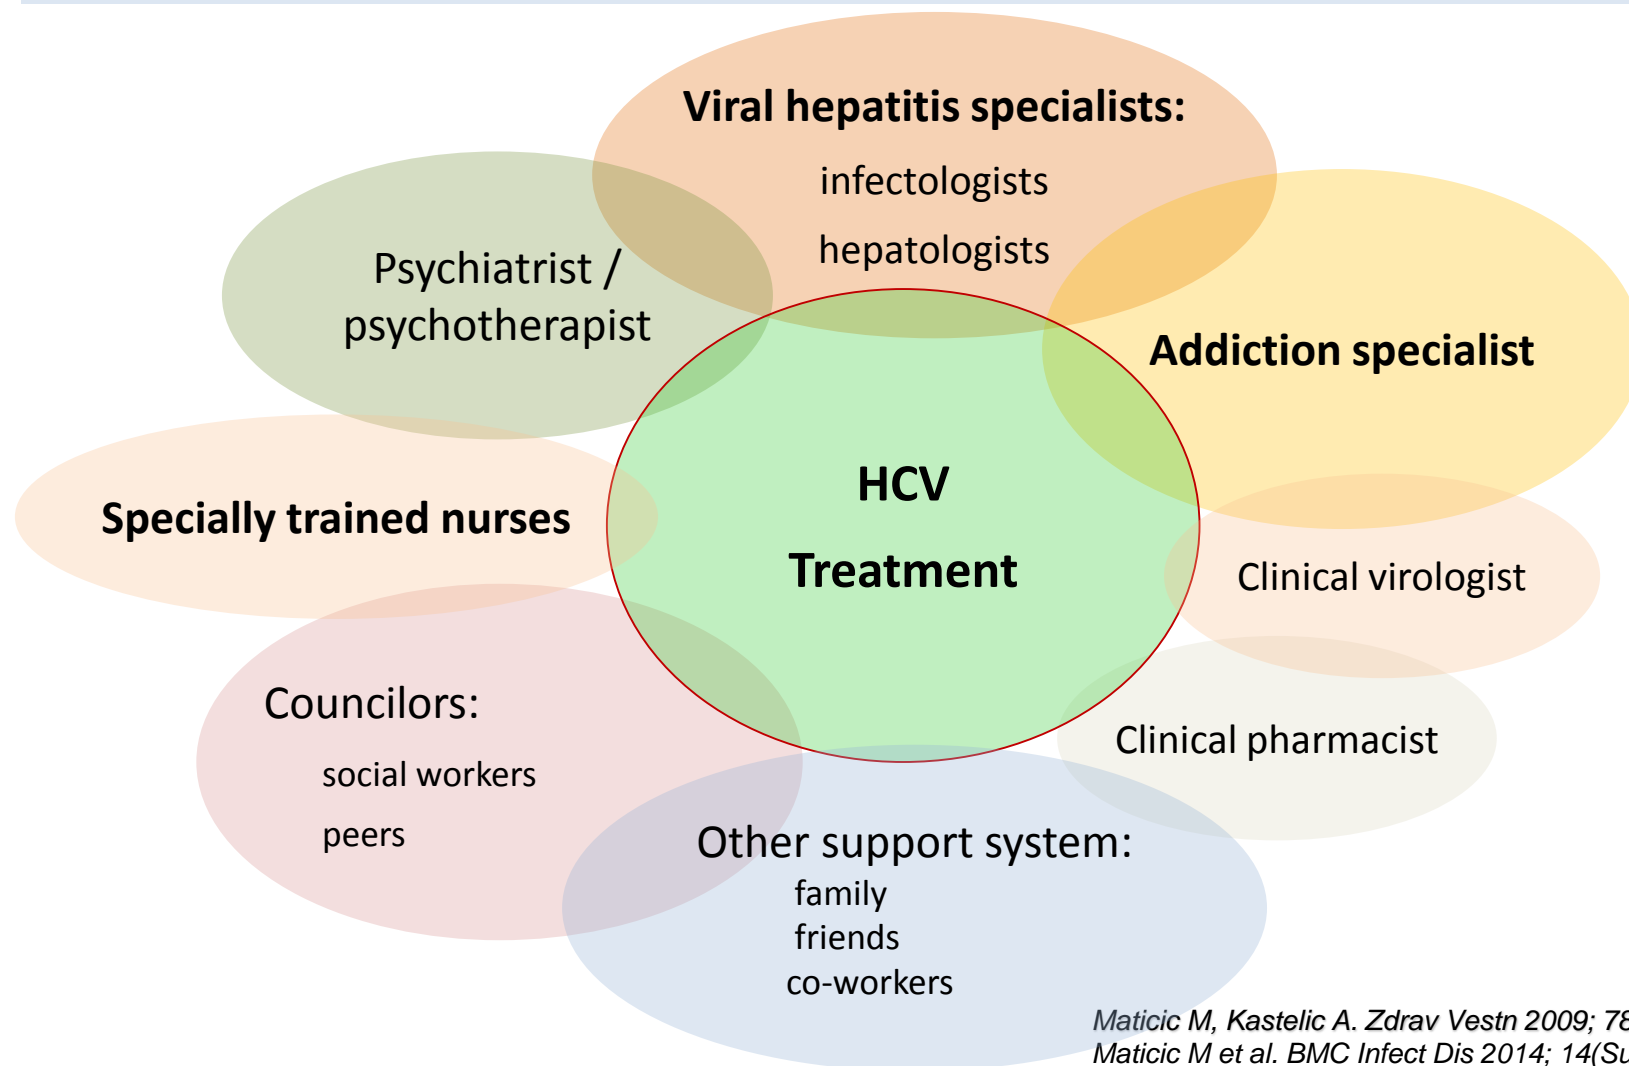 Viral hepatitis specialists:
infectologists
hepatologists
Psychiatrist /
psychotherapist
Addiction specialist
HCV
Treatment
Specially trained nurses
Clinical virologist
Councilors:
social workers
peers
Clinical pharmacist
Other support system:
family
friends
co-workers
Maticic M, Kastelic A. Zdrav Vestn 2009; 78
Maticic M et al. BMC Infect Dis 2014; 14(Su